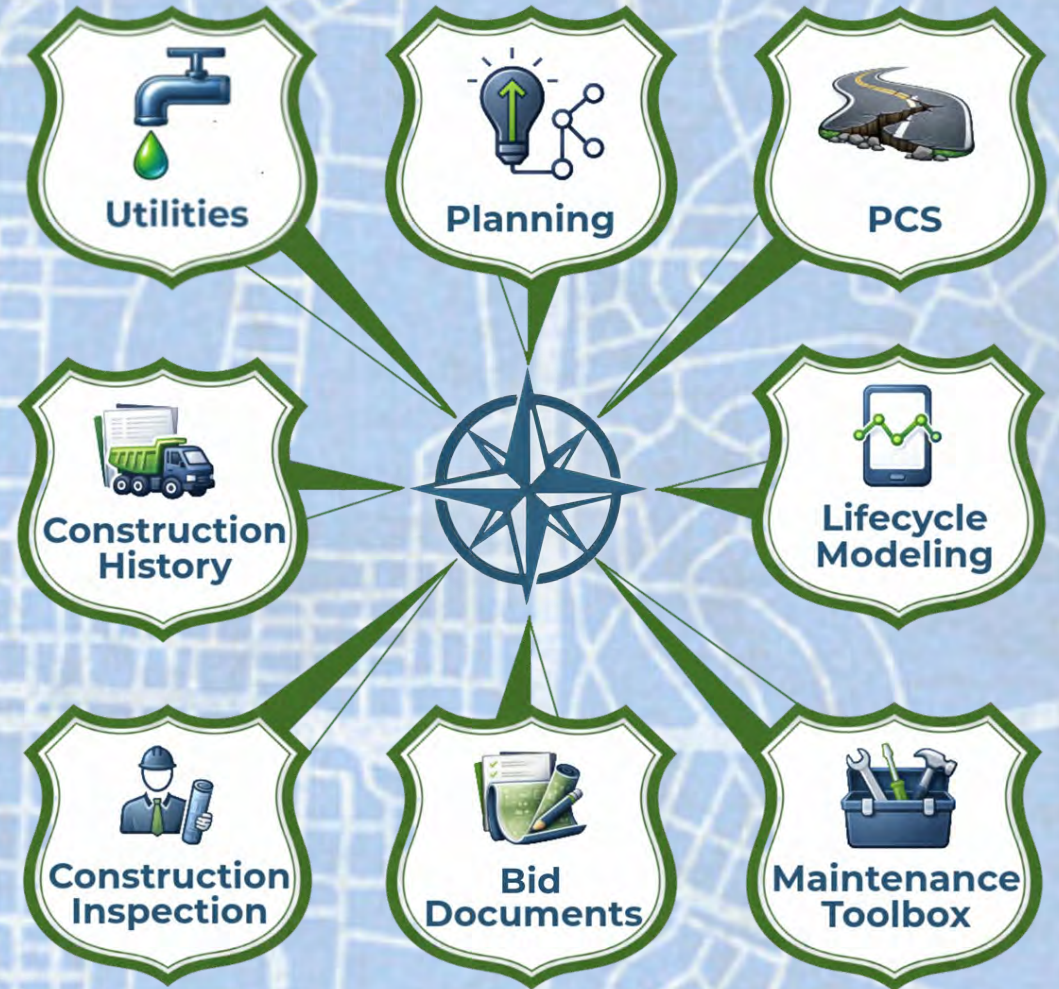 Utilities
Planning
PCS
Construction
History
Lifecycle
Modeling
Construction
Inspection
Bid
Documents
Maintenance
Toolbox